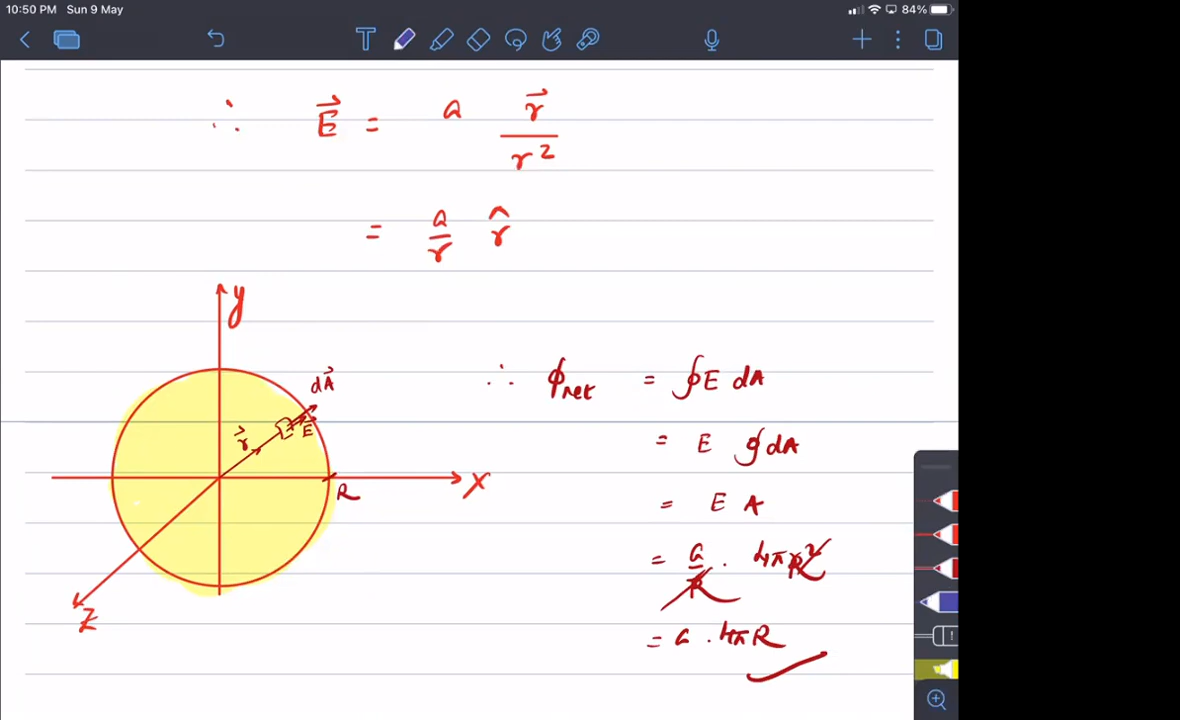 10:50 PM Sun 9 May 84%
T
∴ E⃗ = a r⃗ / r²
= a/r r̂
y
dA⃗
∴ ϕnet = ∮E dA
r⃗ E⃗
= E ∮dA
x
R
= E A
= a/R . 4πR²
z
= a . 4πR